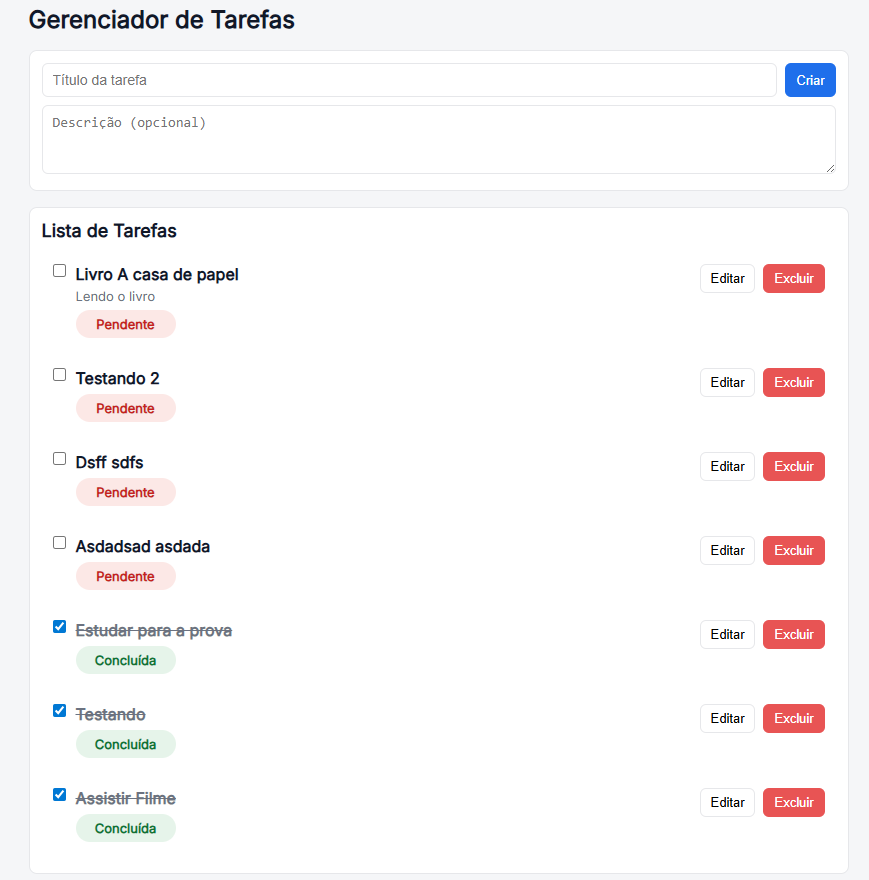 Gerenciador de Tarefas
Título da tarefa
Criar
Descrição (opcional)
Lista de Tarefas
Livro A casa de papel
Editar
Excluir
Lendo o livro
Pendente
Testando 2
Editar
Excluir
Pendente
Dsff sdfs
Editar
Excluir
Pendente
Asdadsad asdada
Editar
Excluir
Pendente
Estudar para a prova
Editar
Excluir
Concluída
Testando
Editar
Excluir
Concluída
Assistir Filme
Editar
Excluir
Concluída